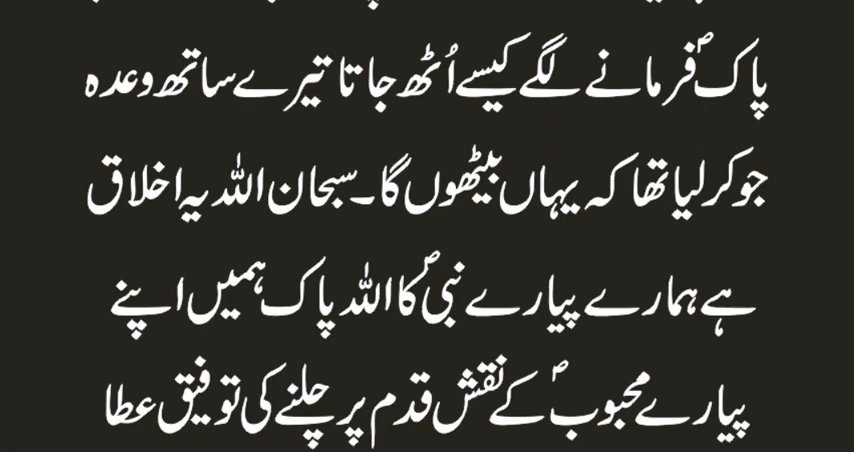 پاکؐ فرمانے لگے کیسے اُٹھ جاتا تیرے ساتھ وعدہ
جو کر لیا تھا کہ یہاں بیٹھوں گا۔ سبحان اللہ یہ اخلاق
ہے ہمارے پیارے نبیؐ کا اللہ پاک ہمیں اپنے
پیارے محبوبؐ کے نقش قدم پر چلنے کی توفیق عطا